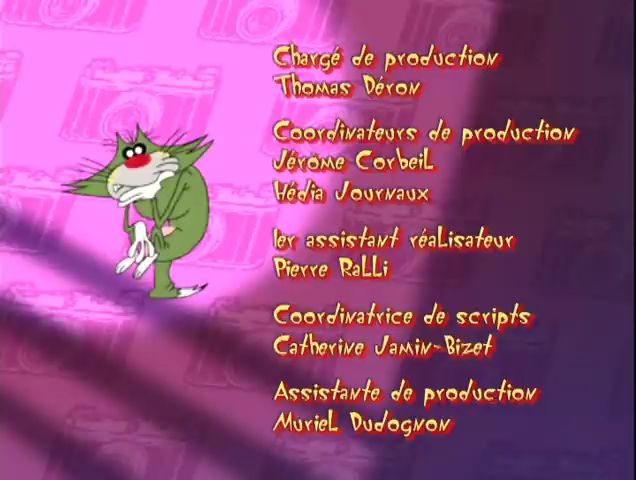 Chargé de production
Thomas Déron
Coordinateurs de production
Jérôme Corbeil
Hédia Journaux
1er assistant réalisateur
Pierre Ralli
Coordinatrice de scripts
Catherine Jamin-Bizet
Assistante de production
Muriel Dudognon